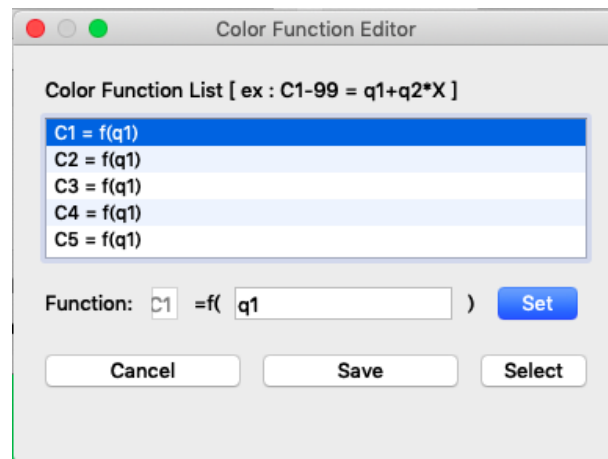 Color Function Editor
Color Function List [ ex : C1-99 = q1+q2*X ]
C1 = f(q1)
C2 = f(q1)
C3 = f(q1)
C4 = f(q1)
C5 = f(q1)
Function: C1 =f( q1 ) Set
Cancel Save Select